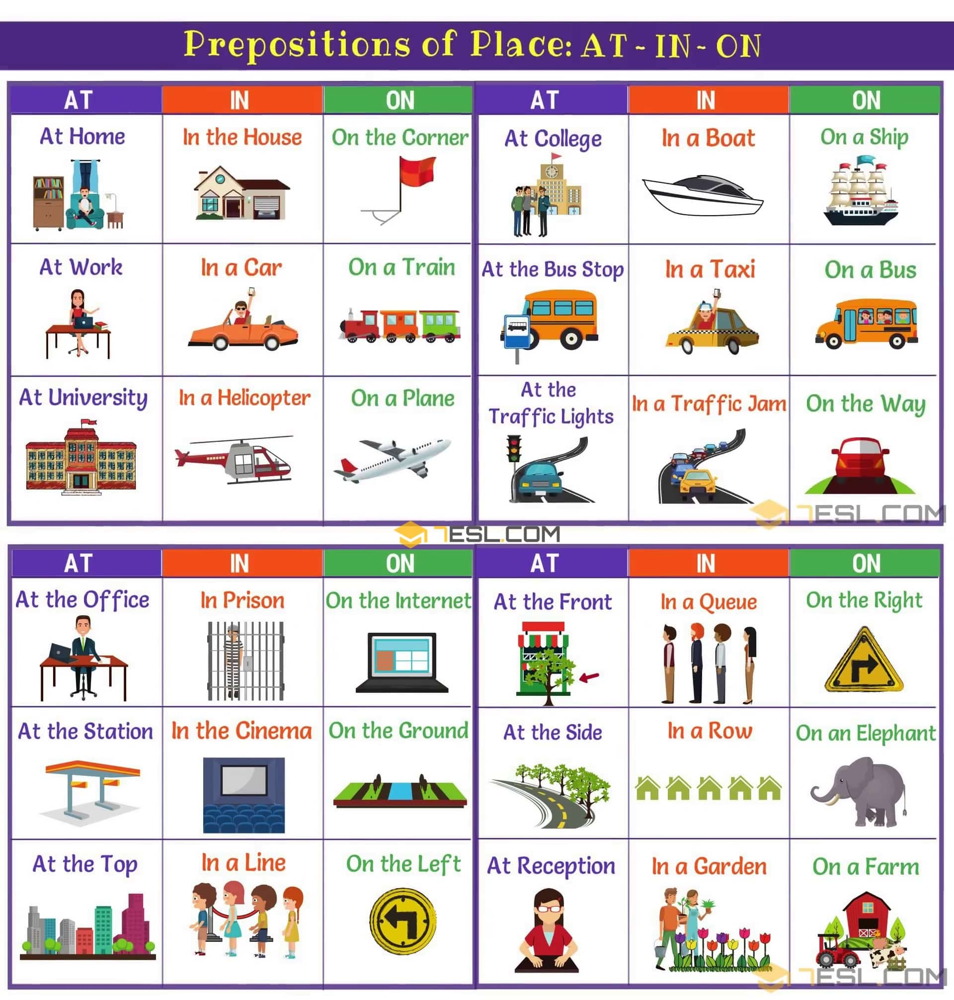 Prepositions of Place: AT - IN - ON
AT IN ON AT IN ON
At Home In the House On the Corner At College In a Boat On a Ship
At Work In a Car On a Train At the Bus Stop In a Taxi On a Bus
At University In a Helicopter On a Plane At the In a Traffic Jam On the Way
Traffic Lights
7ESL.COM
7ESL.COM
AT IN ON AT IN ON
At the Office In Prison On the Internet At the Front In a Queue On the Right
At the Station In the Cinema On the Ground At the Side In a Row On an Elephant
At the Top In a Line On the Left At Reception In a Garden On a Farm
7ESL.COM